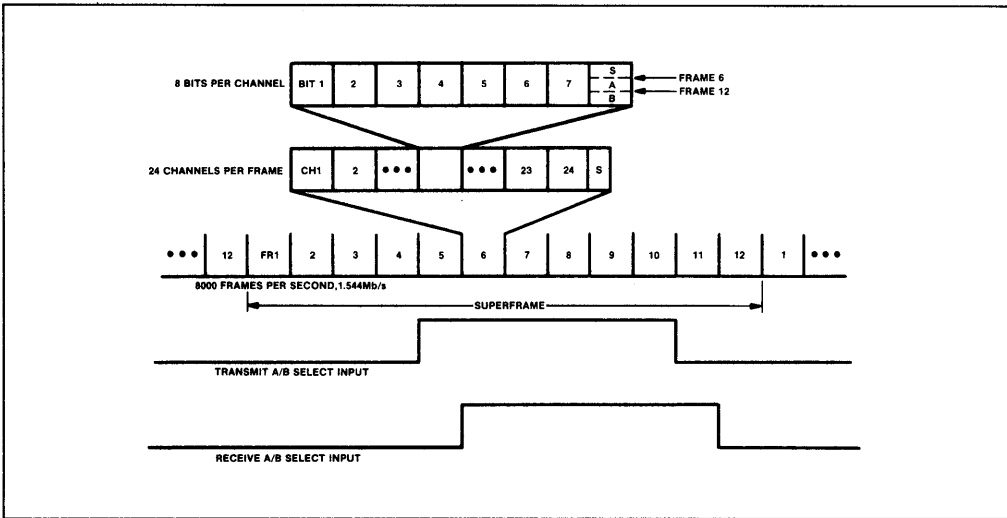 8 BITS PER CHANNEL BIT 1 2 3 4 5 6 7 S A B FRAME 6 FRAME 12
24 CHANNELS PER FRAME CH1 2 ••• ••• 23 24 S
••• 12 FR1 2 3 4 5 6 7 8 9 10 11 12 1 •••
8000 FRAMES PER SECOND,1.544Mb/s
SUPERFRAME
TRANSMIT A/B SELECT INPUT
RECEIVE A/B SELECT INPUT